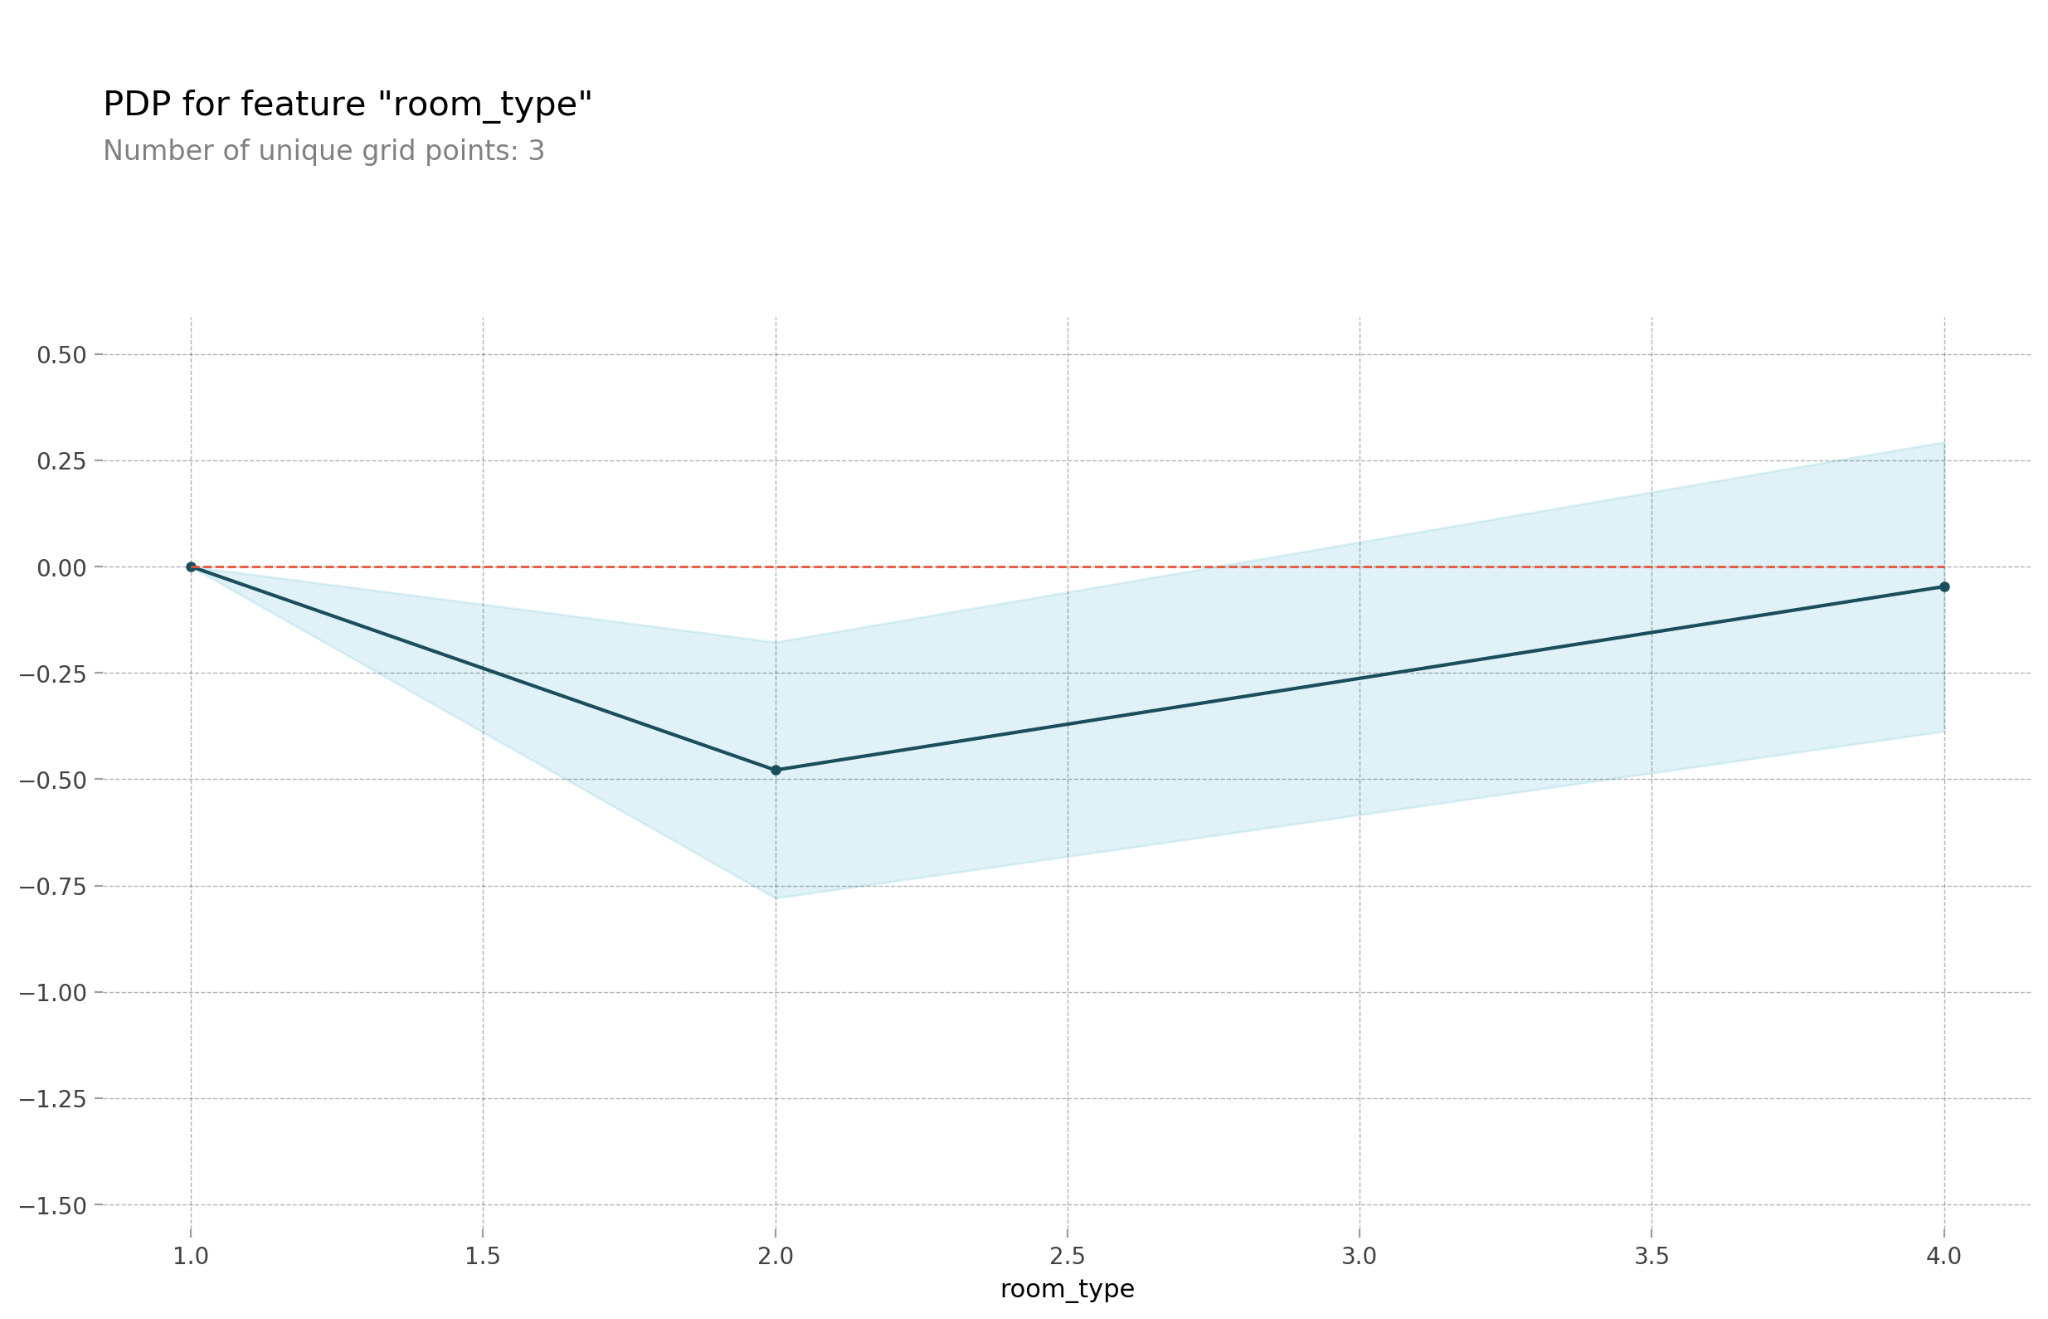 PDP for feature "room_type"
Number of unique grid points: 3
0.50
0.25
0.00
−0.25
−0.50
−0.75
−1.00
−1.25
−1.50
1.0 1.5 2.0 2.5 3.0 3.5 4.0
room_type